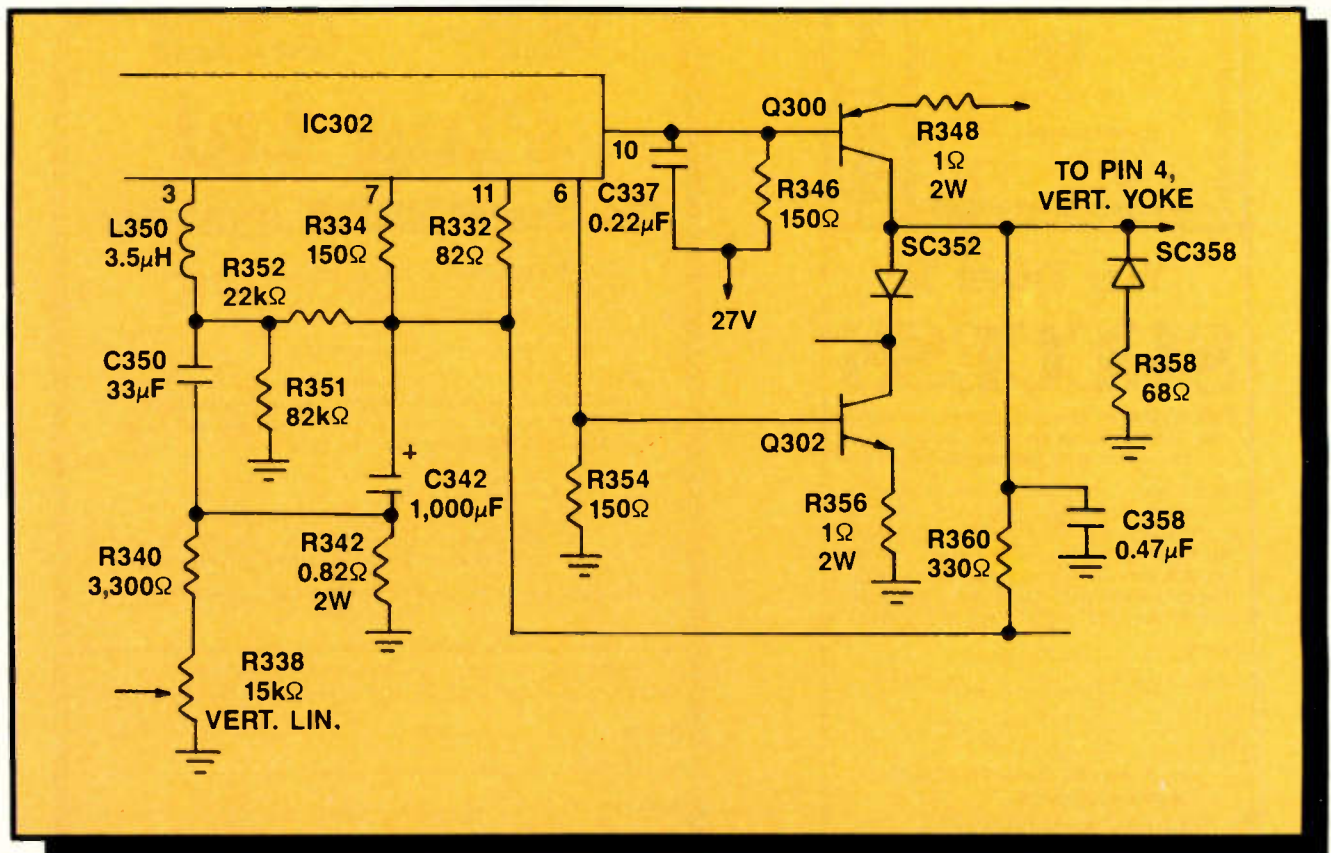 IC302
3
7
11
6
10
Q300
R348
1Ω
2W
C337
0.22μF
R346
150Ω
27V
TO PIN 4,
VERT. YOKE
SC352
SC358
L350
3.5μH
R334
150Ω
R332
82Ω
R352
22kΩ
C350
33μF
R351
82kΩ
R358
68Ω
Q302
+
C342
1,000μF
R354
150Ω
R356
1Ω
2W
R360
330Ω
C358
0.47μF
R340
3,300Ω
R342
0.82Ω
2W
R338
15kΩ
VERT. LIN.